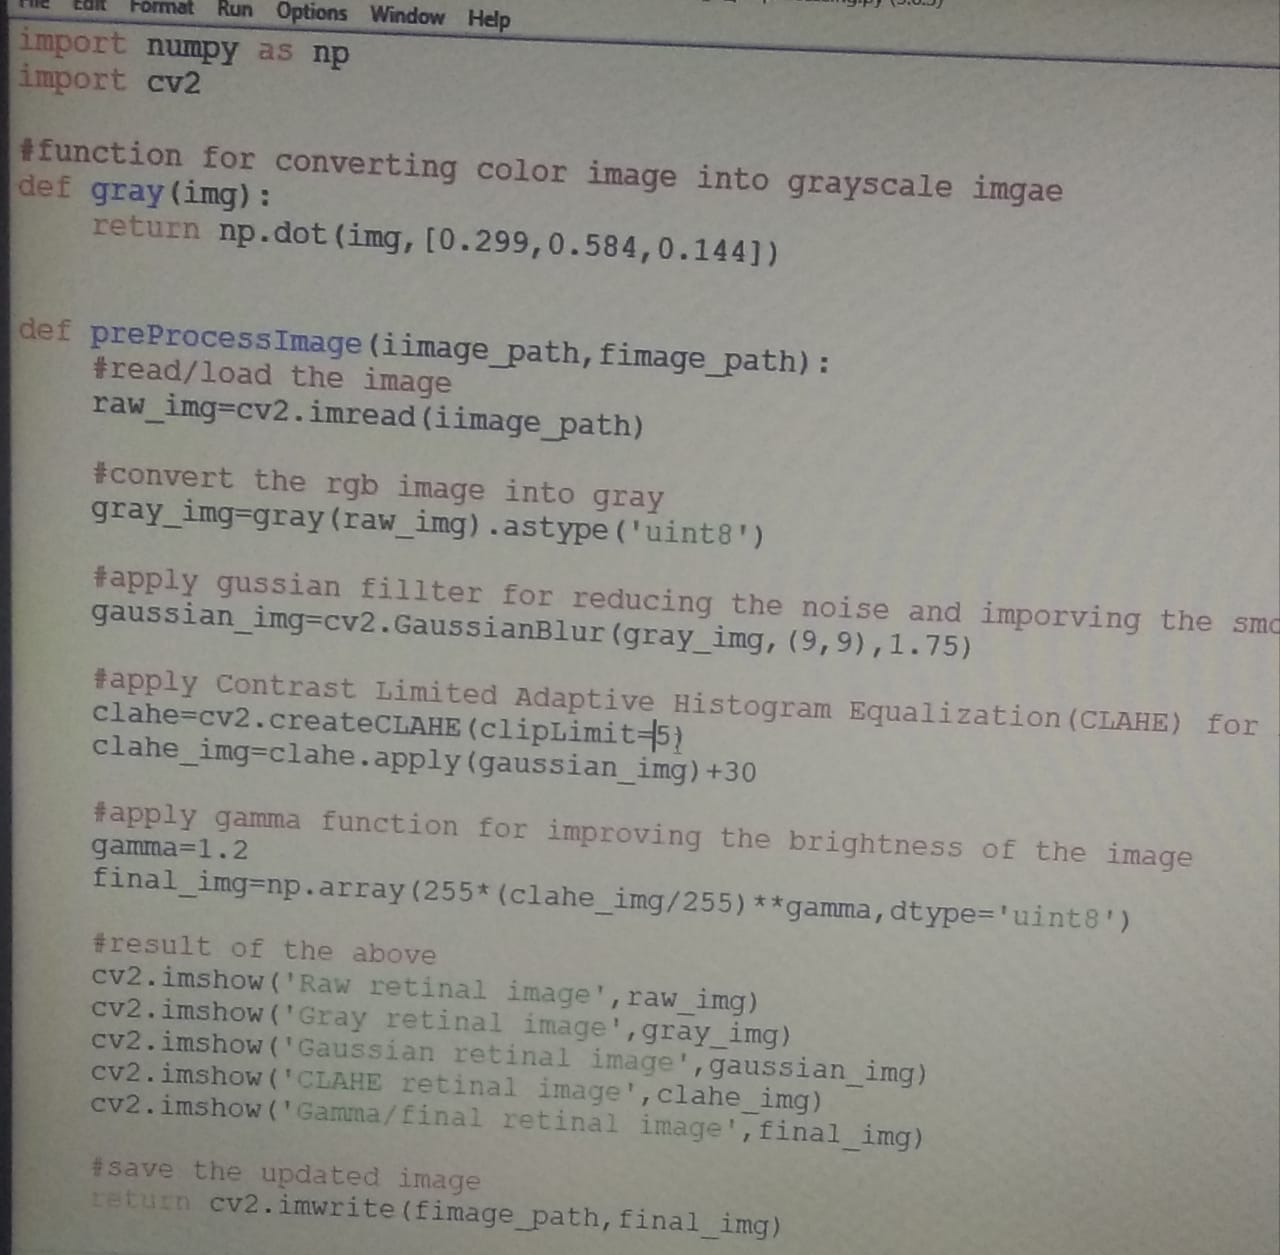 File Edit Format Run Options Window Help
import numpy as np
import cv2
#function for converting color image into grayscale imgae
def gray(img):
    return np.dot(img,[0.299,0.584,0.144])
def preProcessImage(iimage_path,fimage_path):
    #read/load the image
    raw_img=cv2.imread(iimage_path)
    #convert the rgb image into gray
    gray_img=gray(raw_img).astype('uint8')
    #apply gussian fillter for reducing the noise and imporving the
    gaussian_img=cv2.GaussianBlur(gray_img,(9,9),1.75)
    #apply Contrast Limited Adaptive Histogram Equalization(CLAHE) for
    clahe=cv2.createCLAHE(clipLimit=5)
    clahe_img=clahe.apply(gaussian_img)+30
    #apply gamma function for improving the brightness of the image
    gamma=1.2
    final_img=np.array(255*(clahe_img/255)**gamma,dtype='uint8')
    #result of the above
    cv2.imshow('Raw retinal image',raw_img)
    cv2.imshow('Gray retinal image',gray_img)
    cv2.imshow('Gaussian retinal image',gaussian_img)
    cv2.imshow('CLAHE retinal image',clahe_img)
    cv2.imshow('Gamma/final retinal image',final_img)
    #save the updated image
    return cv2.imwrite(fimage_path,final_img)